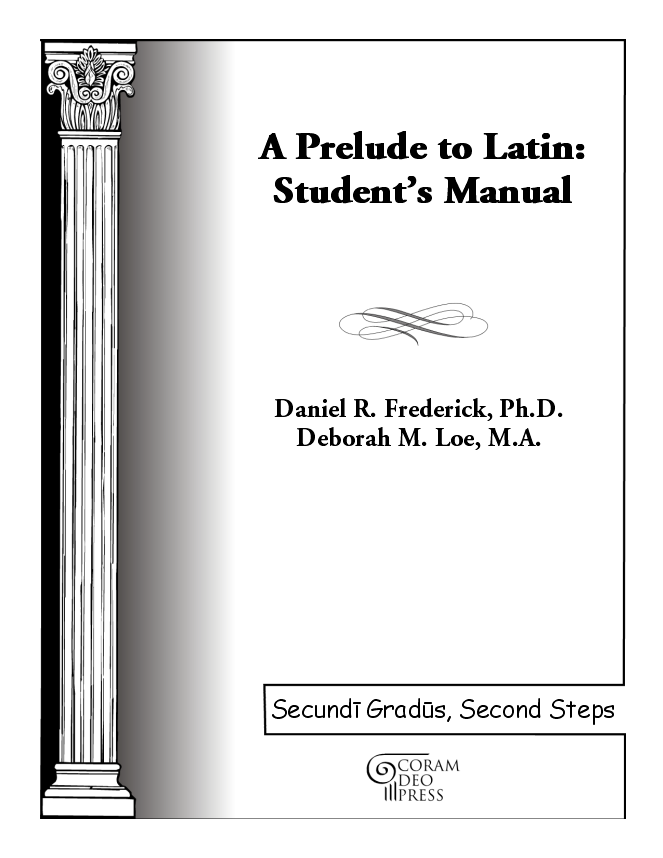 A Prelude to Latin:
Student’s Manual
Daniel R. Frederick, Ph.D.
Deborah M. Loe, M.A.
Secundī Gradūs, Second Steps
CORAM
DEO
PRESS